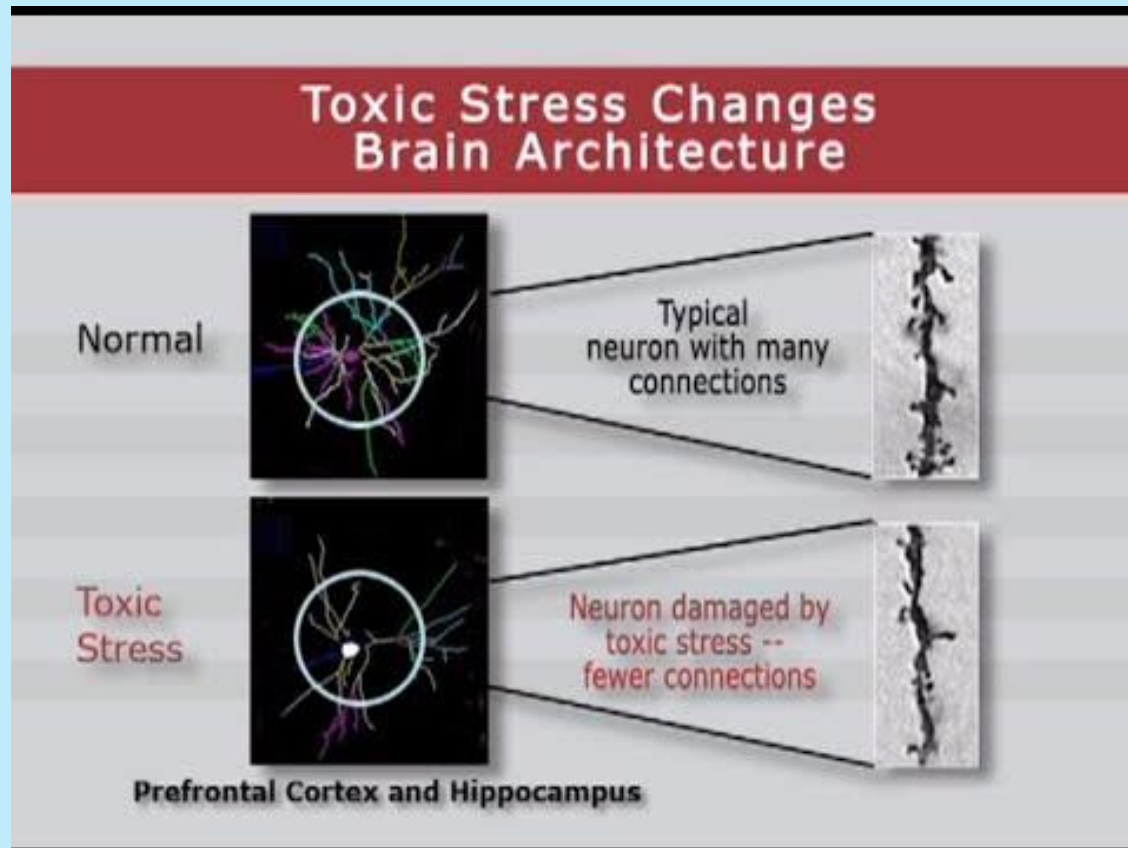 Toxic Stress Changes
Brain Architecture
Normal
Typical
neuron with many
connections
Toxic
Stress
Neuron damaged by
toxic stress --
fewer connections
Prefrontal Cortex and Hippocampus